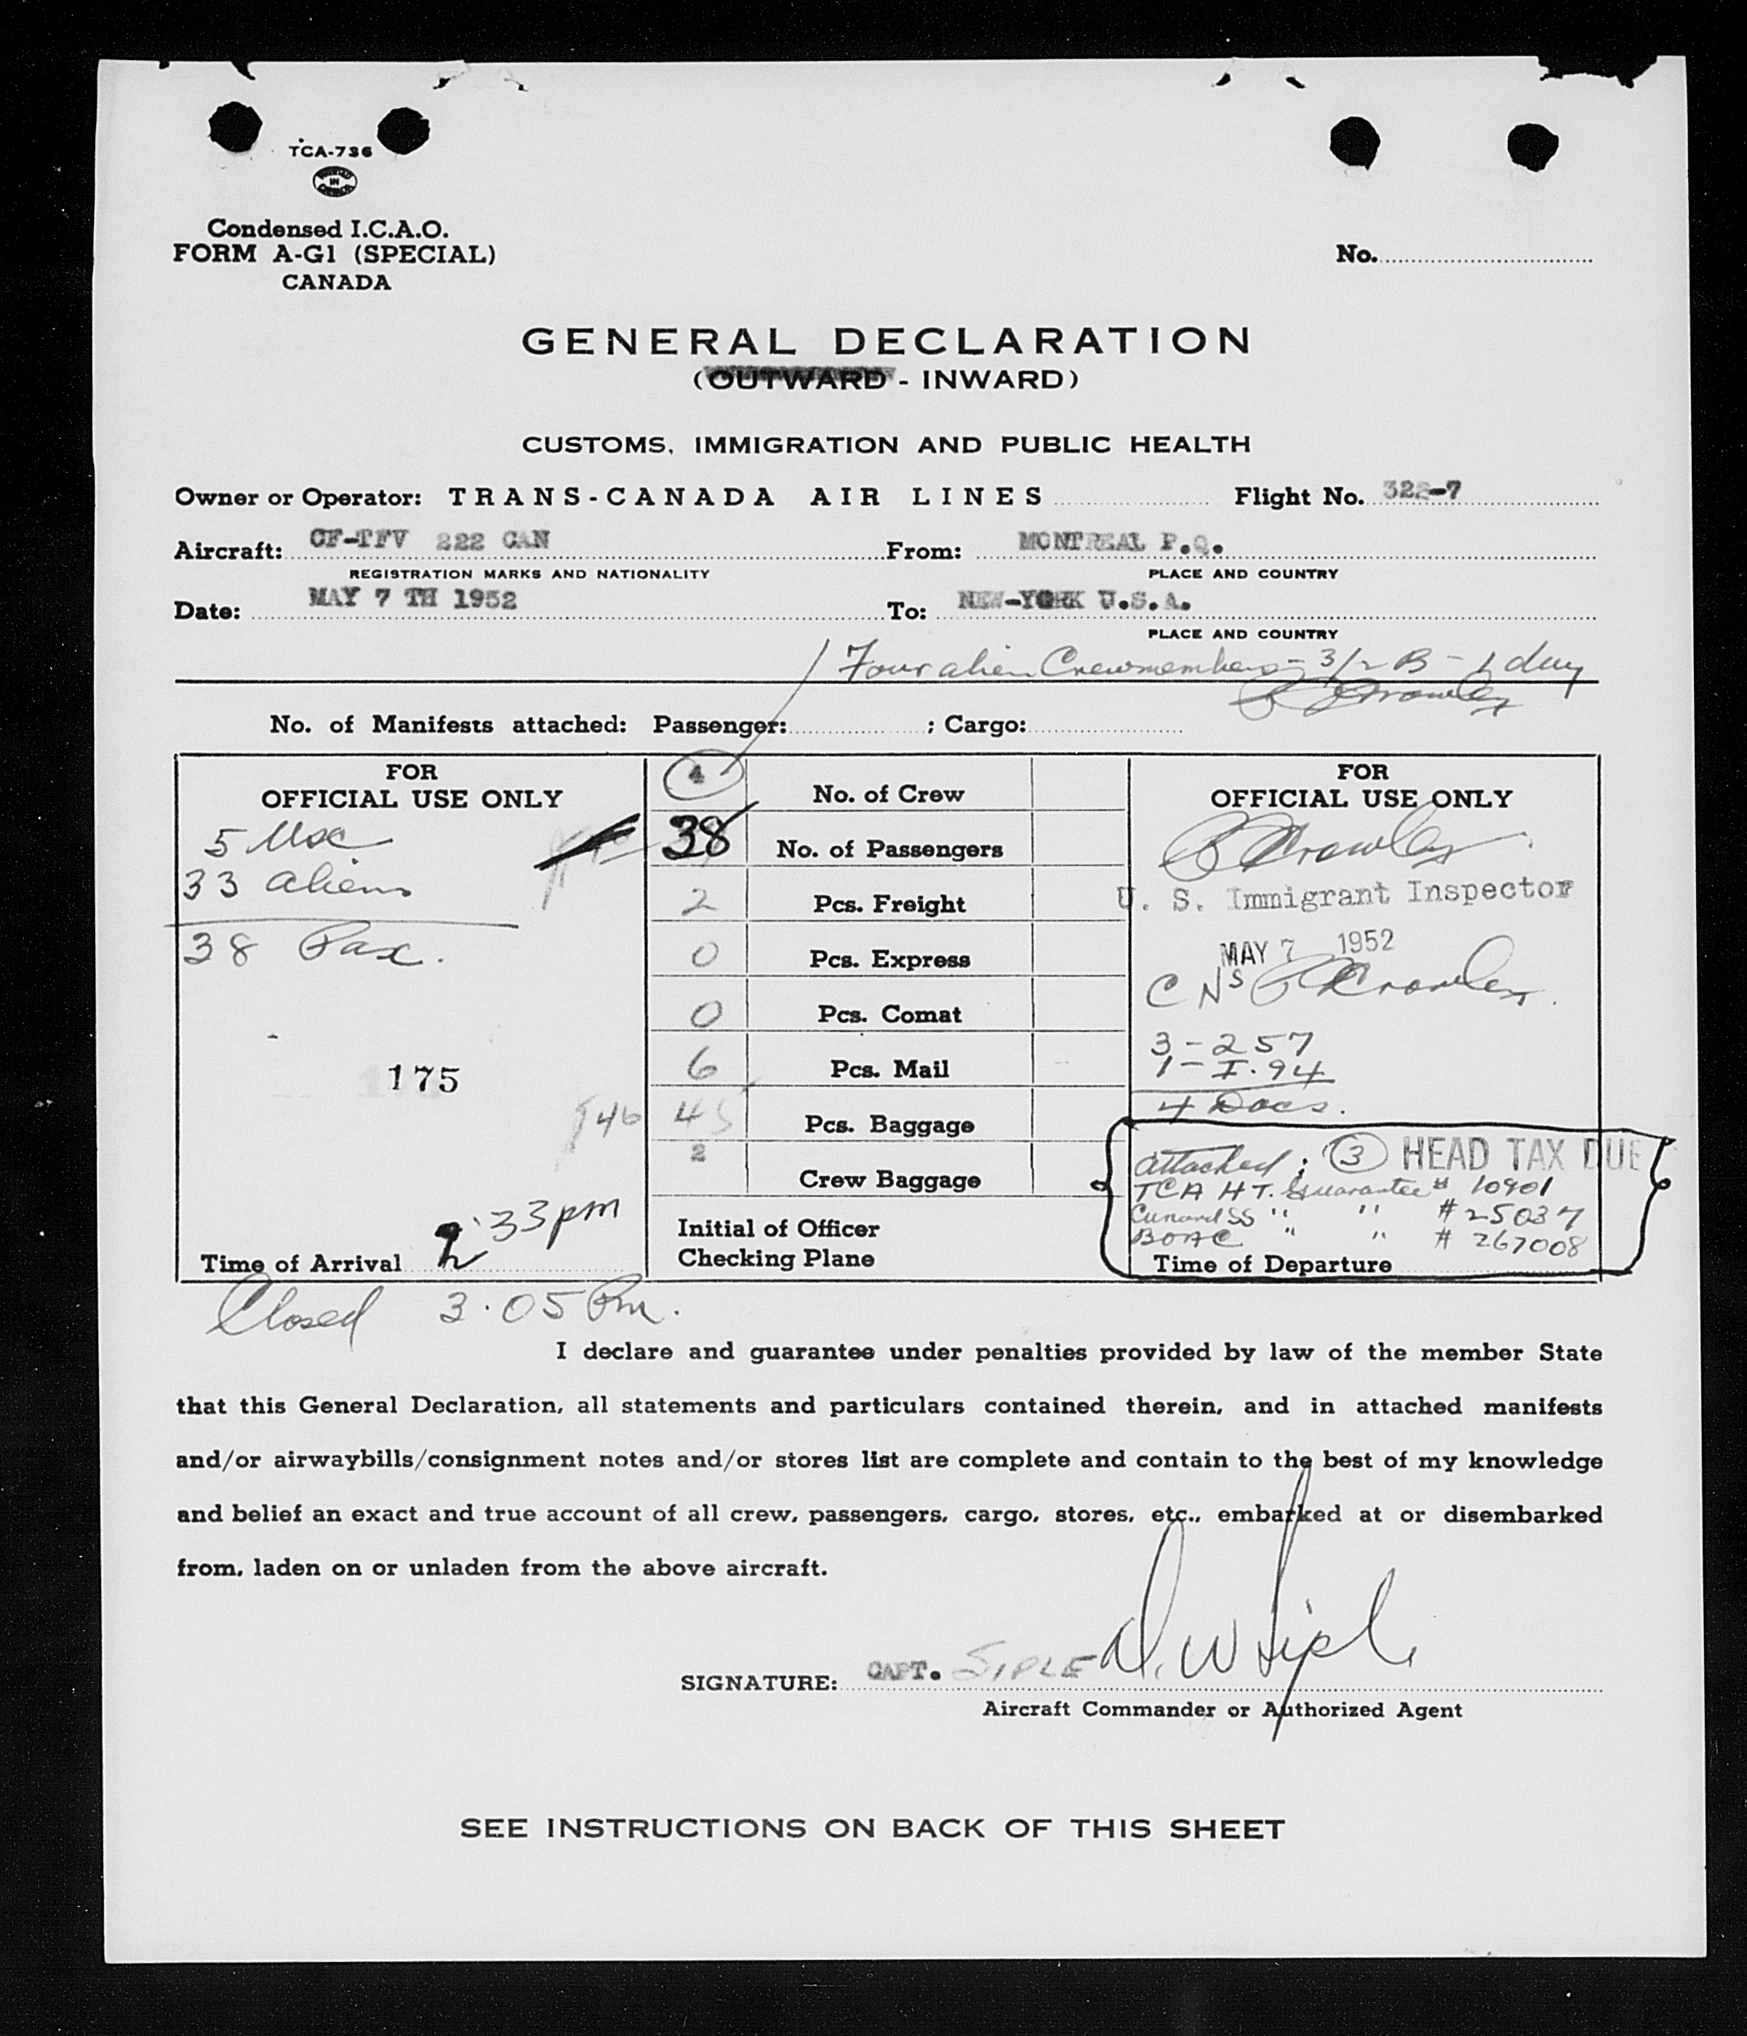 TCA-736
Condensed I.C.A.O.
FORM A-G1 (SPECIAL)
CANADA
No.
GENERAL DECLARATION
(OUTWARD - INWARD)
CUSTOMS, IMMIGRATION AND PUBLIC HEALTH
Owner or Operator: TRANS-CANADA AIR LINES Flight No. 322-7
Aircraft: CF-TFV 222 CAN From: MONTREAL P.Q.
REGISTRATION MARKS AND NATIONALITY PLACE AND COUNTRY
Date: MAY 7 TH 1952 To: NEW-YORK U.S.A.
PLACE AND COUNTRY
Four alien Crewmembers - 3/2 B - 1 day
Crowley
No. of Manifests attached: Passenger: ; Cargo:
FOR
OFFICIAL USE ONLY
5 Usc
33 aliens
38 Pax.
175
Time of Arrival 2:33pm
4 No. of Crew
38 No. of Passengers
2 Pcs. Freight
0 Pcs. Express
0 Pcs. Comat
6 Pcs. Mail
46 45 Pcs. Baggage
2 Crew Baggage
Initial of Officer
Checking Plane
FOR
OFFICIAL USE ONLY
Crowley
U. S. Immigrant Inspector
MAY 7 1952
C Ns Crowley
3 - 257
1 - I.94
4 Docs.
attached: 3 HEAD TAX DUE
TCA HT. Guarantee # 10901
Cunard SS " " # 25037
BOAC " " # 267008
Time of Departure
Closed 3.05 Pm.
I declare and guarantee under penalties provided by law of the member State
that this General Declaration, all statements and particulars contained therein, and in attached manifests
and/or airwaybills/consignment notes and/or stores list are complete and contain to the best of my knowledge
and belief an exact and true account of all crew, passengers, cargo, stores, etc., embarked at or disembarked
from, laden on or unladen from the above aircraft.
SIGNATURE: CAPT. SIPLE D. W Siple
Aircraft Commander or Authorized Agent
SEE INSTRUCTIONS ON BACK OF THIS SHEET